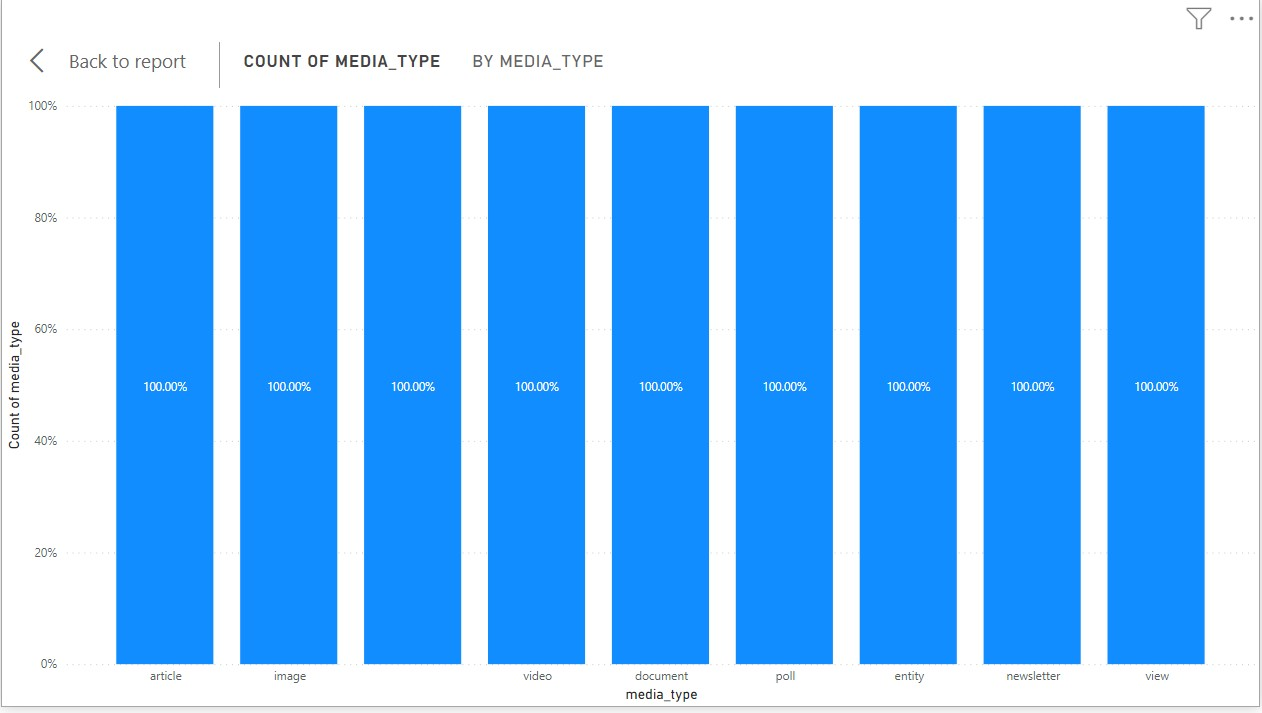 Back to report
COUNT OF MEDIA_TYPE
BY MEDIA_TYPE
100%
80%
60%
40%
20%
0%
Count of media_type
100.00%
100.00%
100.00%
100.00%
100.00%
100.00%
100.00%
100.00%
100.00%
article
image
video
document
poll
entity
newsletter
view
media_type